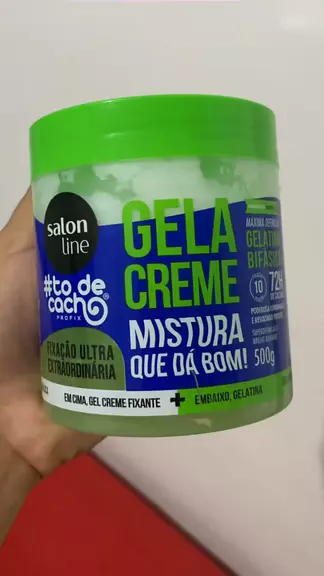 salon
line
#to.de
cacho
PROFIX
FIXAÇÃO ULTRA
EXTRAORDINÁRIA
GELA
CREME
MISTURA
QUE DÁ BOM!
MÁXIMA
GELATINA
BIFÁSICA
10
72H
500g
EM CIMA, GEL CREME FIXANTE + EMBAIXO, GELATINA